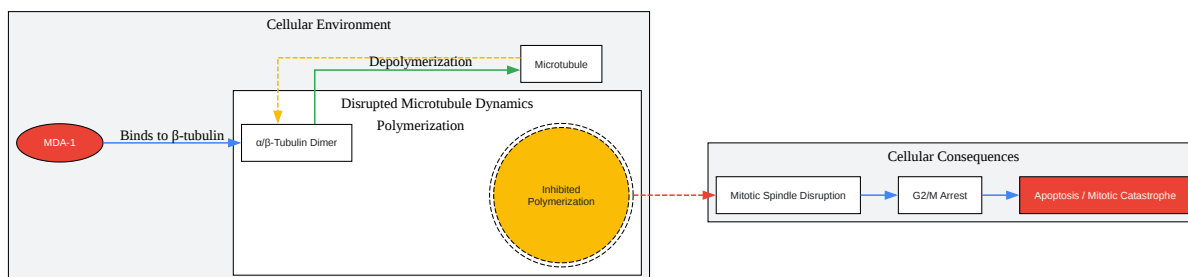 Cellular Environment
Depolymerization
Microtubule
Disrupted Microtubule Dynamics
Polymerization
MDA-1
Binds to β-tubulin
α/β-Tubulin Dimer
Inhibited
Polymerization
Cellular Consequences
Mitotic Spindle Disruption
G2/M Arrest
Apoptosis / Mitotic Catastrophe